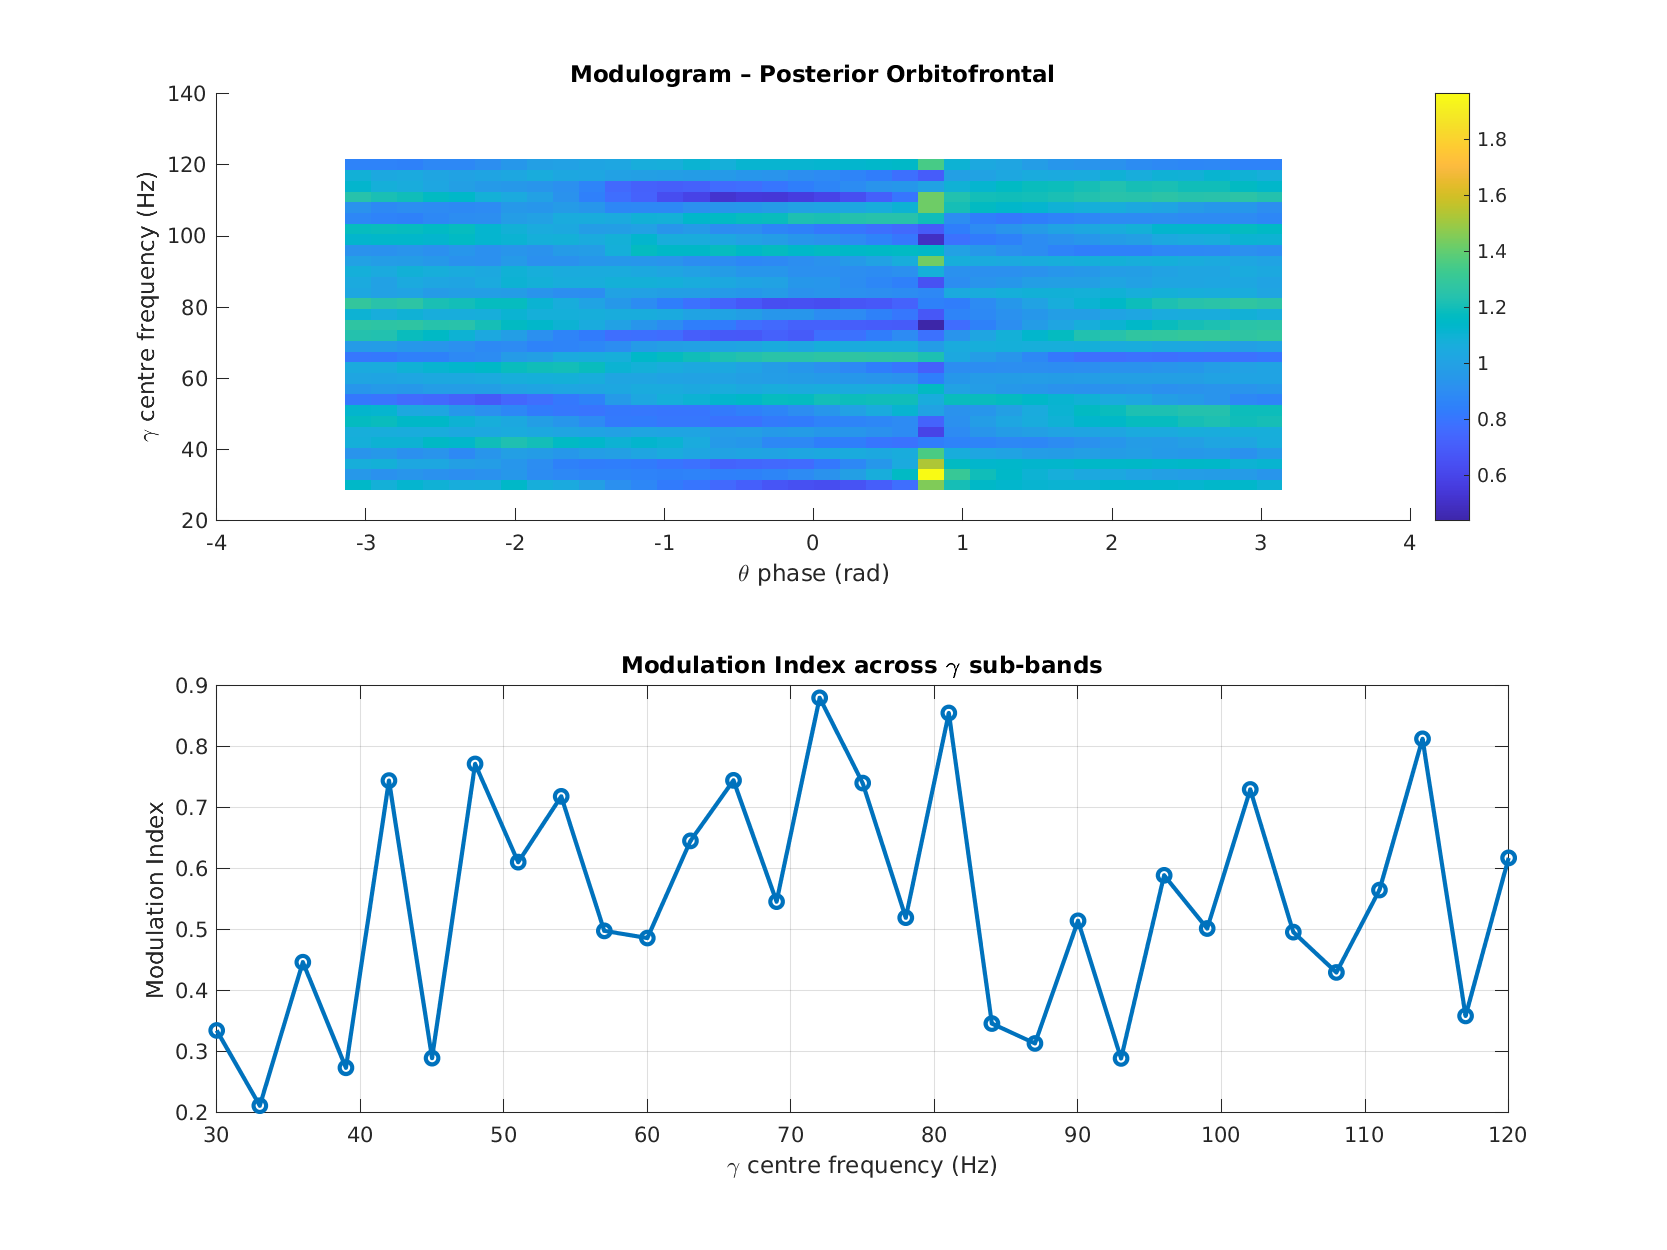 Modulogram – Posterior Orbitofrontal
140
120
100
80
60
40
20
γ centre frequency (Hz)
-4 -3 -2 -1 0 1 2 3 4
θ phase (rad)
1.8
1.6
1.4
1.2
1
0.8
0.6
Modulation Index across γ sub-bands
0.9
0.8
0.7
0.6
0.5
0.4
0.3
0.2
Modulation Index
30 40 50 60 70 80 90 100 110 120
γ centre frequency (Hz)